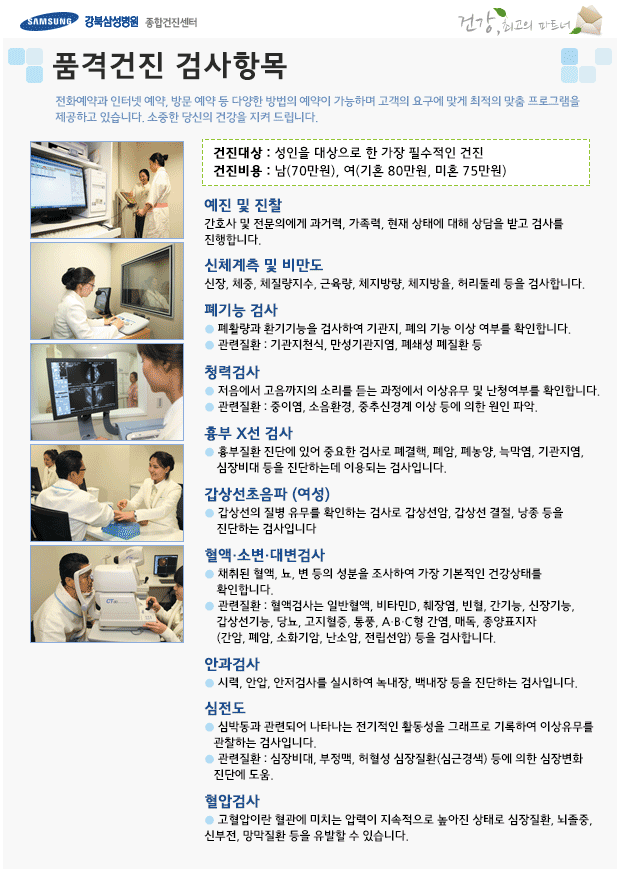 SAMSUNG 강북삼성병원 종합건진센터
건강, 최고의 파트너
품격건진 검사항목
전화예약과 인터넷 예약, 방문 예약 등 다양한 방법의 예약이 가능하며 고객의 요구에 맞게 최적의 맞춤 프로그램을
제공하고 있습니다. 소중한 당신의 건강을 지켜 드립니다.
건진대상 : 성인을 대상으로 한 가장 필수적인 건진
건진비용 : 남(70만원), 여(기혼 80만원, 미혼 75만원)
예진 및 진찰
간호사 및 전문의에게 과거력, 가족력, 현재 상태에 대해 상담을 받고 검사를
진행합니다.
신체계측 및 비만도
신장, 체중, 체질량지수, 근육량, 체지방량, 체지방율, 허리둘레 등을 검사합니다.
폐기능 검사
폐활량과 환기기능을 검사하여 기관지, 폐의 기능 이상 여부를 확인합니다.
관련질환 : 기관지천식, 만성기관지염, 폐쇄성 폐질환 등
청력검사
저음에서 고음까지의 소리를 듣는 과정에서 이상유무 및 난청여부를 확인합니다.
관련질환 : 중이염, 소음환경, 중추신경계 이상 등에 의한 원인 파악.
흉부 X선 검사
흉부질환 진단에 있어 중요한 검사로 폐결핵, 폐암, 폐농양, 늑막염, 기관지염,
심장비대 등을 진단하는데 이용되는 검사입니다.
갑상선초음파 (여성)
갑상선의 질병 유무를 확인하는 검사로 갑상선암, 갑상선 결절, 낭종 등을
진단하는 검사입니다
혈액·소변·대변검사
채취된 혈액, 뇨, 변 등의 성분을 조사하여 가장 기본적인 건강상태를
확인합니다.
관련질환 : 혈액검사는 일반혈액, 비타민D, 췌장염, 빈혈, 간기능, 신장기능,
갑상선기능, 당뇨, 고지혈증, 통풍, A·B·C형 간염, 매독, 종양표지자
(간암, 폐암, 소화기암, 난소암, 전립선암) 등을 검사합니다.
안과검사
시력, 안압, 안저검사를 실시하여 녹내장, 백내장 등을 진단하는 검사입니다.
심전도
심박동과 관련되어 나타나는 전기적인 활동성을 그래프로 기록하여 이상유무를
관찰하는 검사입니다.
관련질환 : 심장비대, 부정맥, 허혈성 심장질환(심근경색) 등에 의한 심장변화
진단에 도움.
혈압검사
고혈압이란 혈관에 미치는 압력이 지속적으로 높아진 상태로 심장질환, 뇌졸중,
신부전, 망막질환 등을 유발할 수 있습니다.